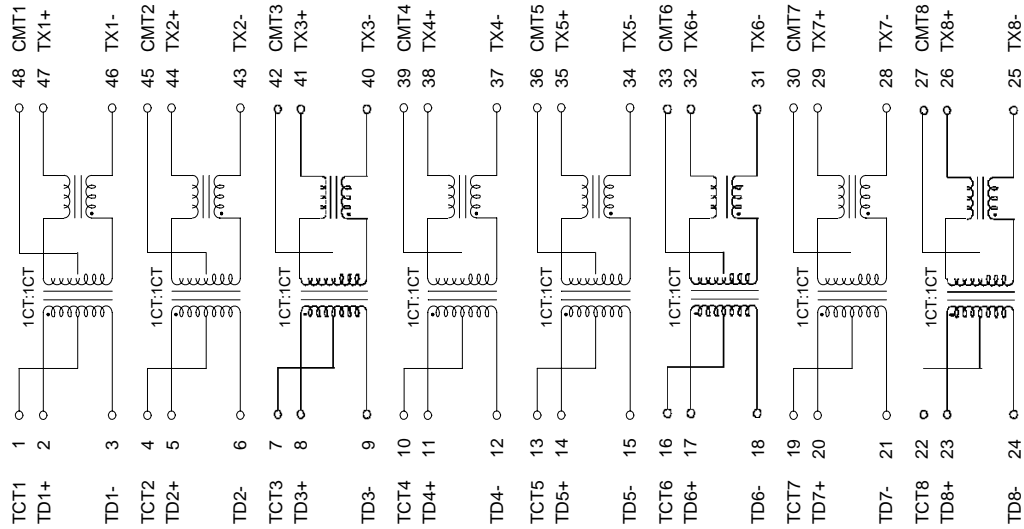 48 CMT1
47 TX1+
46 TX1-
45 CMT2
44 TX2+
43 TX2-
42 CMT3
41 TX3+
40 TX3-
39 CMT4
38 TX4+
37 TX4-
36 CMT5
35 TX5+
34 TX5-
33 CMT6
32 TX6+
31 TX6-
30 CMT7
29 TX7+
28 TX7-
27 CMT8
26 TX8+
25 TX8-
1CT:1CT
1CT:1CT
1CT:1CT
1CT:1CT
1CT:1CT
1CT:1CT
1CT:1CT
1CT:1CT
TCT1 1
TD1+ 2
TD1- 3
TCT2 4
TD2+ 5
TD2- 6
TCT3 7
TD3+ 8
TD3- 9
TCT4 10
TD4+ 11
TD4- 12
TCT5 13
TD5+ 14
TD5- 15
TCT6 16
TD6+ 17
TD6- 18
TCT7 19
TD7+ 20
TD7- 21
TCT8 22
TD8+ 23
TD8- 24